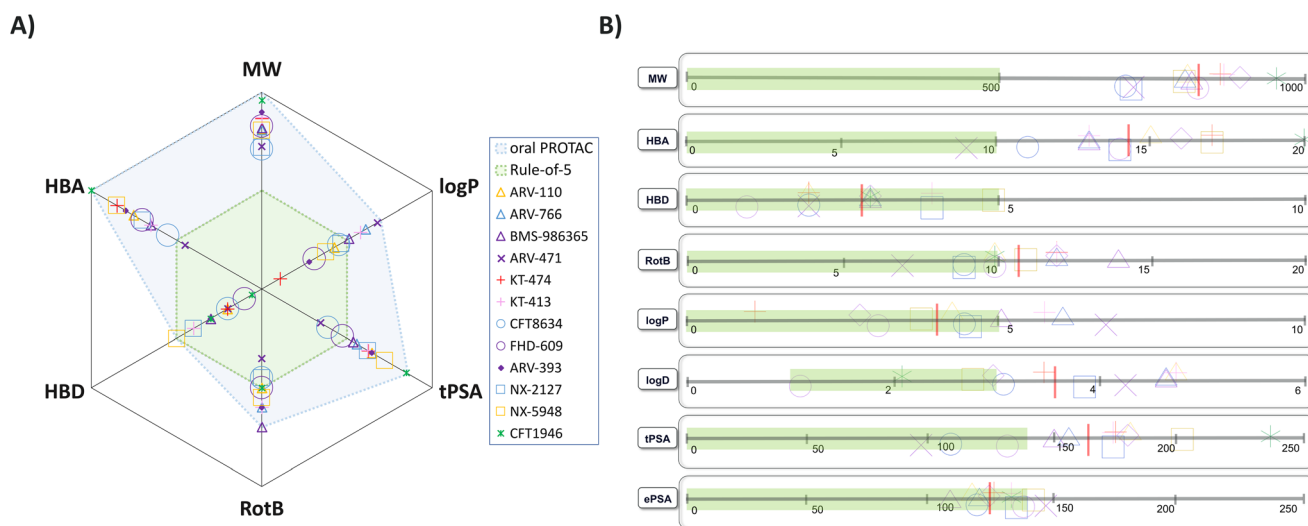 A)
MW
HBA
logP
HBD
tPSA
RotB
oral PROTAC
Rule-of-5
ARV-110
ARV-766
BMS-986365
ARV-471
KT-474
KT-413
CFT8634
FHD-609
ARV-393
NX-2127
NX-5948
CFT1946
B)
MW
0 500 1000
HBA
0 5 10 15 20
HBD
0 5 10
RotB
0 5 10 15 20
logP
0 5 10
logD
0 2 4 6
tPSA
0 50 100 150 200 250
ePSA
0 50 100 150 200 250